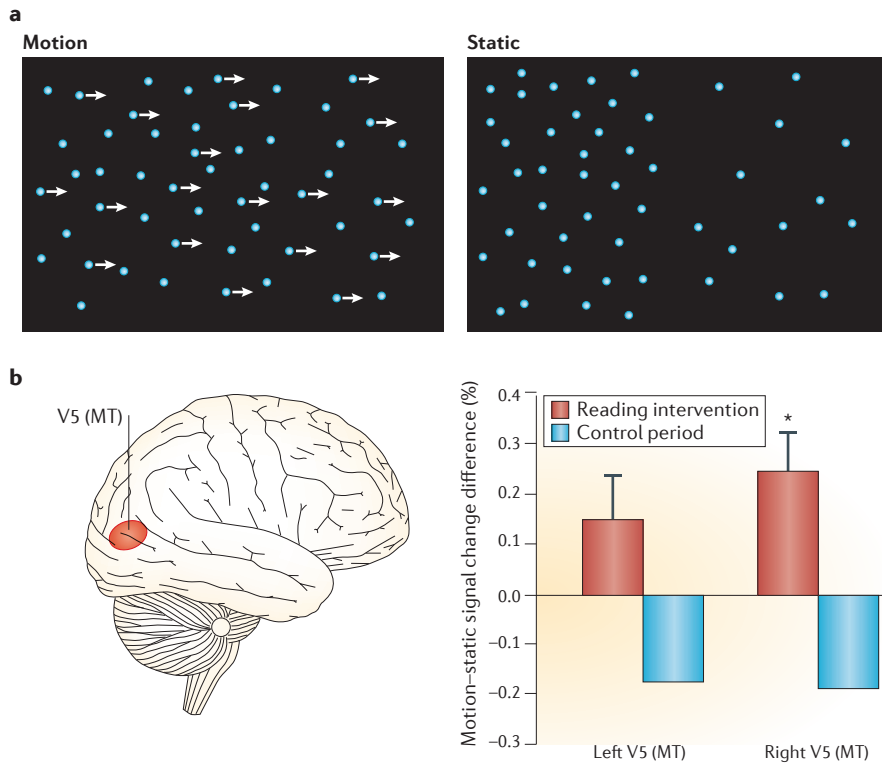 a
Motion
Static
b
V5 (MT)
Motion–static signal change difference (%)
0.4
0.3
0.2
0.1
0.0
–0.1
–0.2
–0.3
Reading intervention
Control period
*
Left V5 (MT)
Right V5 (MT)